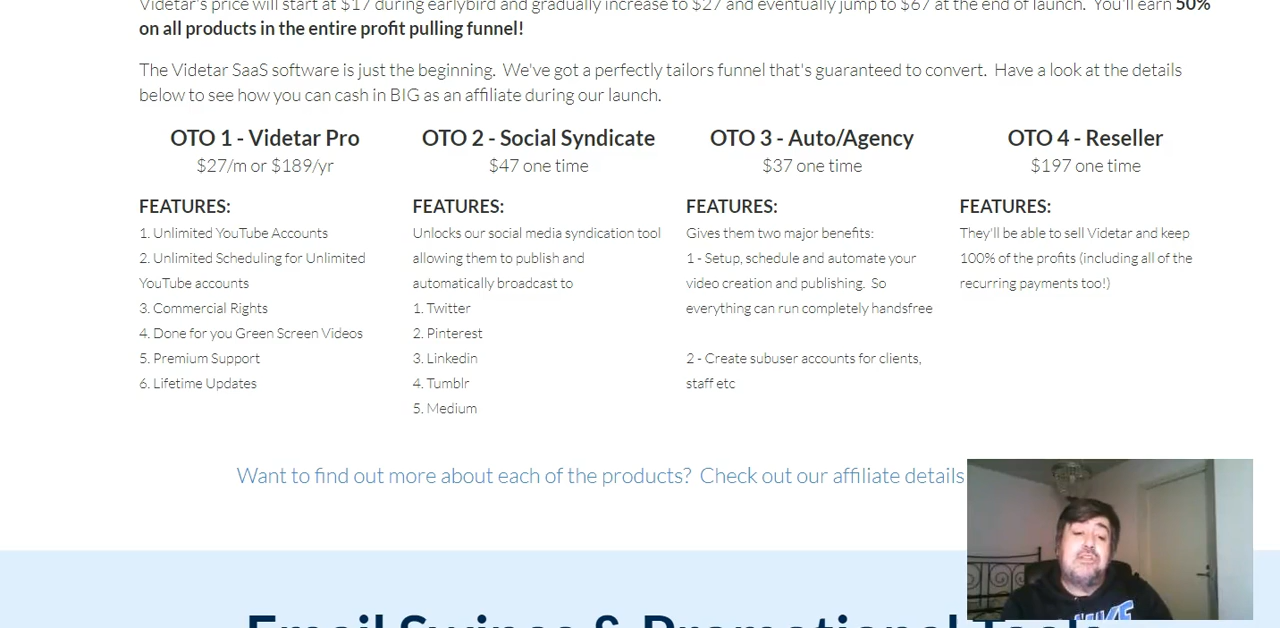 Videtar's price will start at $17 during earlybird and gradually increase to $27 and eventually jump to $67 at the end of launch. You'll earn 50%
on all products in the entire profit pulling funnel!
The Videtar SaaS software is just the beginning. We've got a perfectly tailors funnel that's guaranteed to convert. Have a look at the details
below to see how you can cash in BIG as an affiliate during our launch.
OTO 1 - Videtar Pro
$27/m or $189/yr
FEATURES:
1. Unlimited YouTube Accounts
2. Unlimited Scheduling for Unlimited
YouTube accounts
3. Commercial Rights
4. Done for you Green Screen Videos
5. Premium Support
6. Lifetime Updates
OTO 2 - Social Syndicate
$47 one time
FEATURES:
Unlocks our social media syndication tool
allowing them to publish and
automatically broadcast to
1. Twitter
2. Pinterest
3. Linkedin
4. Tumblr
5. Medium
OTO 3 - Auto/Agency
$37 one time
FEATURES:
Gives them two major benefits:
1 - Setup, schedule and automate your
video creation and publishing. So
everything can run completely handsfree
2 - Create subuser accounts for clients,
staff etc
OTO 4 - Reseller
$197 one time
FEATURES:
They'll be able to sell Videtar and keep
100% of the profits (including all of the
recurring payments too!)
Want to find out more about each of the products? Check out our affiliate details
Email Swipes & Promotional Tools